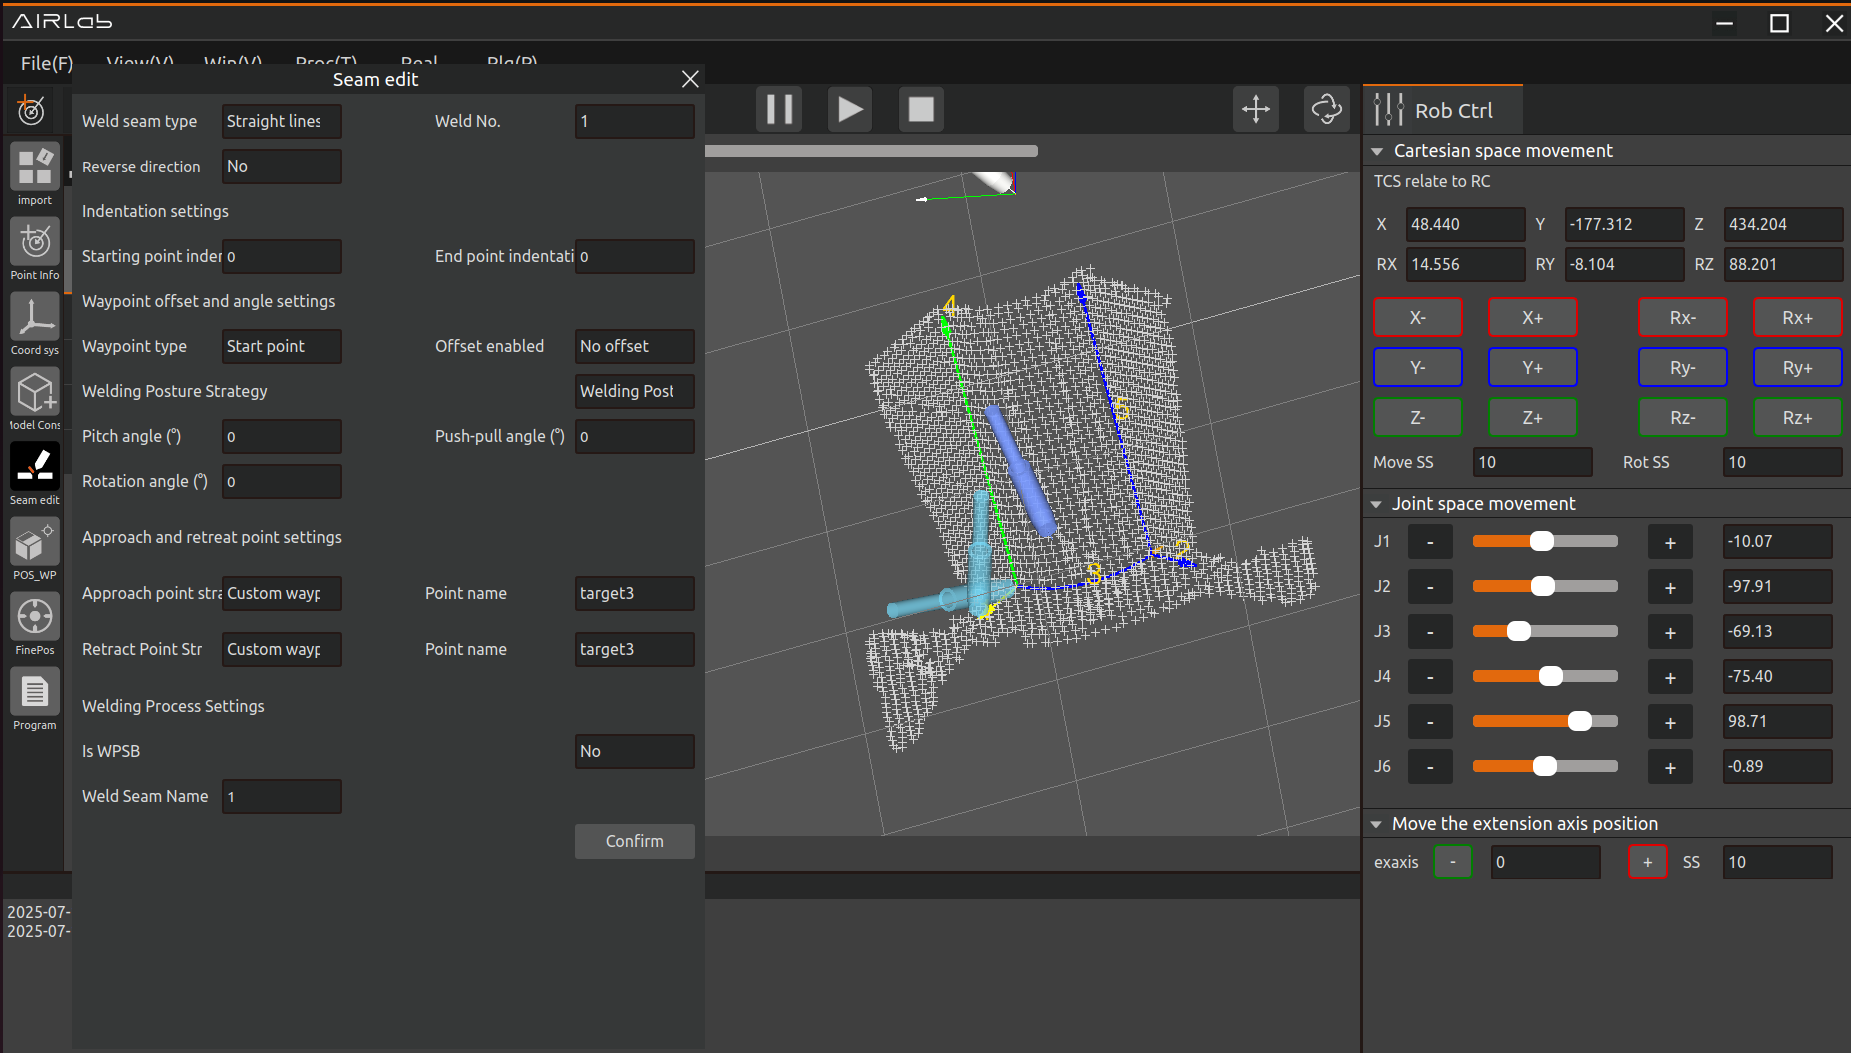 AIRLab
File(F) View(V) Win(V) Proc(T) Real Plg(P)
Seam edit
Weld seam type Straight lines Weld No. 1
Reverse direction No
Indentation settings
Starting point inder 0 End point indentati 0
Waypoint offset and angle settings
Waypoint type Start point Offset enabled No offset
Welding Posture Strategy Welding Post
Pitch angle (°) 0 Push-pull angle (°) 0
Rotation angle (°) 0
Approach and retreat point settings
Approach point stra Custom wayp Point name target3
Retract Point Str Custom wayp Point name target3
Welding Process Settings
Is WPSB No
Weld Seam Name 1
Confirm
import
Point Info
Coord sys
Model Cons
Seam edit
POS_WP
FinePos
Program
2025-07-
2025-07-
4
5
3
2
Rob Ctrl
Cartesian space movement
TCS relate to RC
X 48.440 Y -177.312 Z 434.204
RX 14.556 RY -8.104 RZ 88.201
X- X+ Rx- Rx+
Y- Y+ Ry- Ry+
Z- Z+ Rz- Rz+
Move SS 10 Rot SS 10
Joint space movement
J1 - + -10.07
J2 - + -97.91
J3 - + -69.13
J4 - + -75.40
J5 - + 98.71
J6 - + -0.89
Move the extension axis position
exaxis - 0 + SS 10